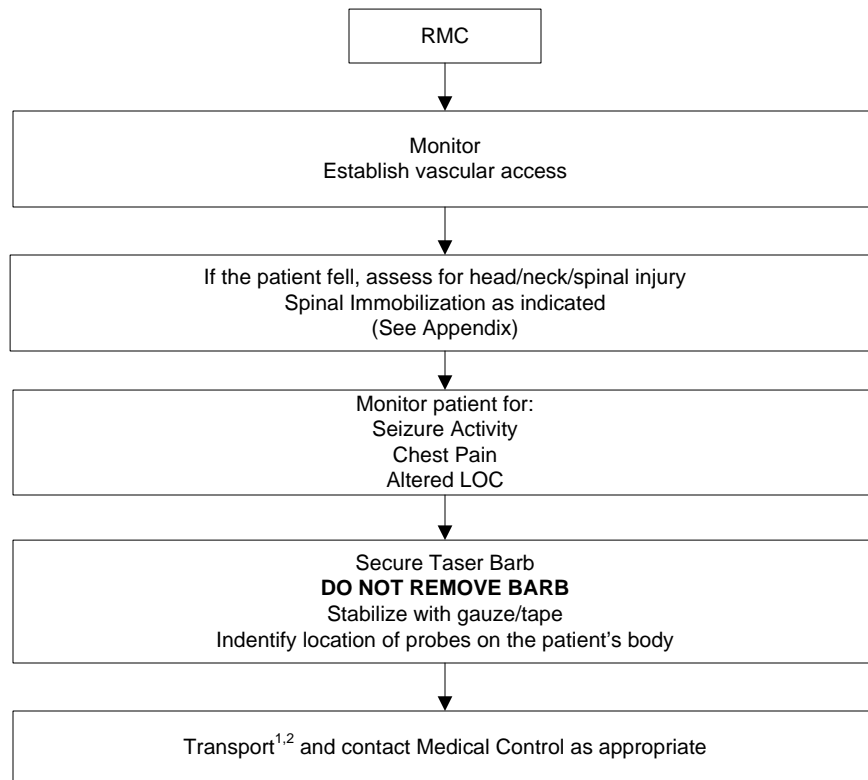 RMC
Monitor
Establish vascular access
If the patient fell, assess for head/neck/spinal injury
Spinal Immobilization as indicated
(See Appendix)
Monitor patient for:
Seizure Activity
Chest Pain
Altered LOC
Secure Taser Barb
DO NOT REMOVE BARB
Stabilize with gauze/tape
Indentify location of probes on the patient’s body
Transport1,2 and contact Medical Control as appropriate